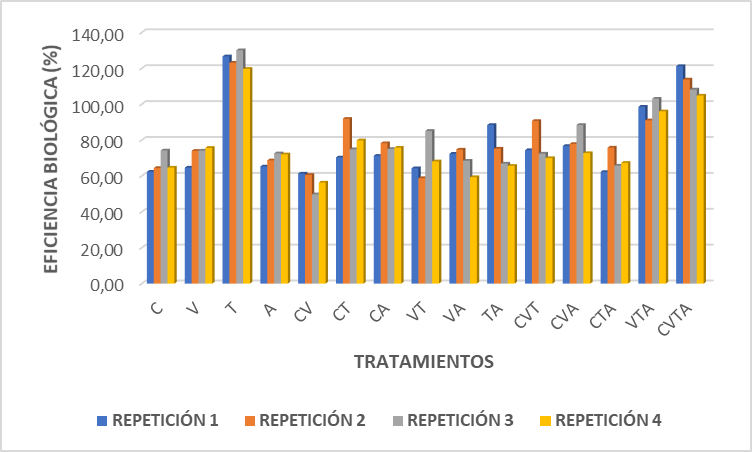 EFICIENCIA BIOLÓGICA (%)
140,00
120,00
100,00
80,00
60,00
40,00
20,00
0,00
C V T A CV CT CA VT VA TA CVT CVA CTA VTA CVTA
TRATAMIENTOS
REPETICIÓN 1 REPETICIÓN 2 REPETICIÓN 3 REPETICIÓN 4